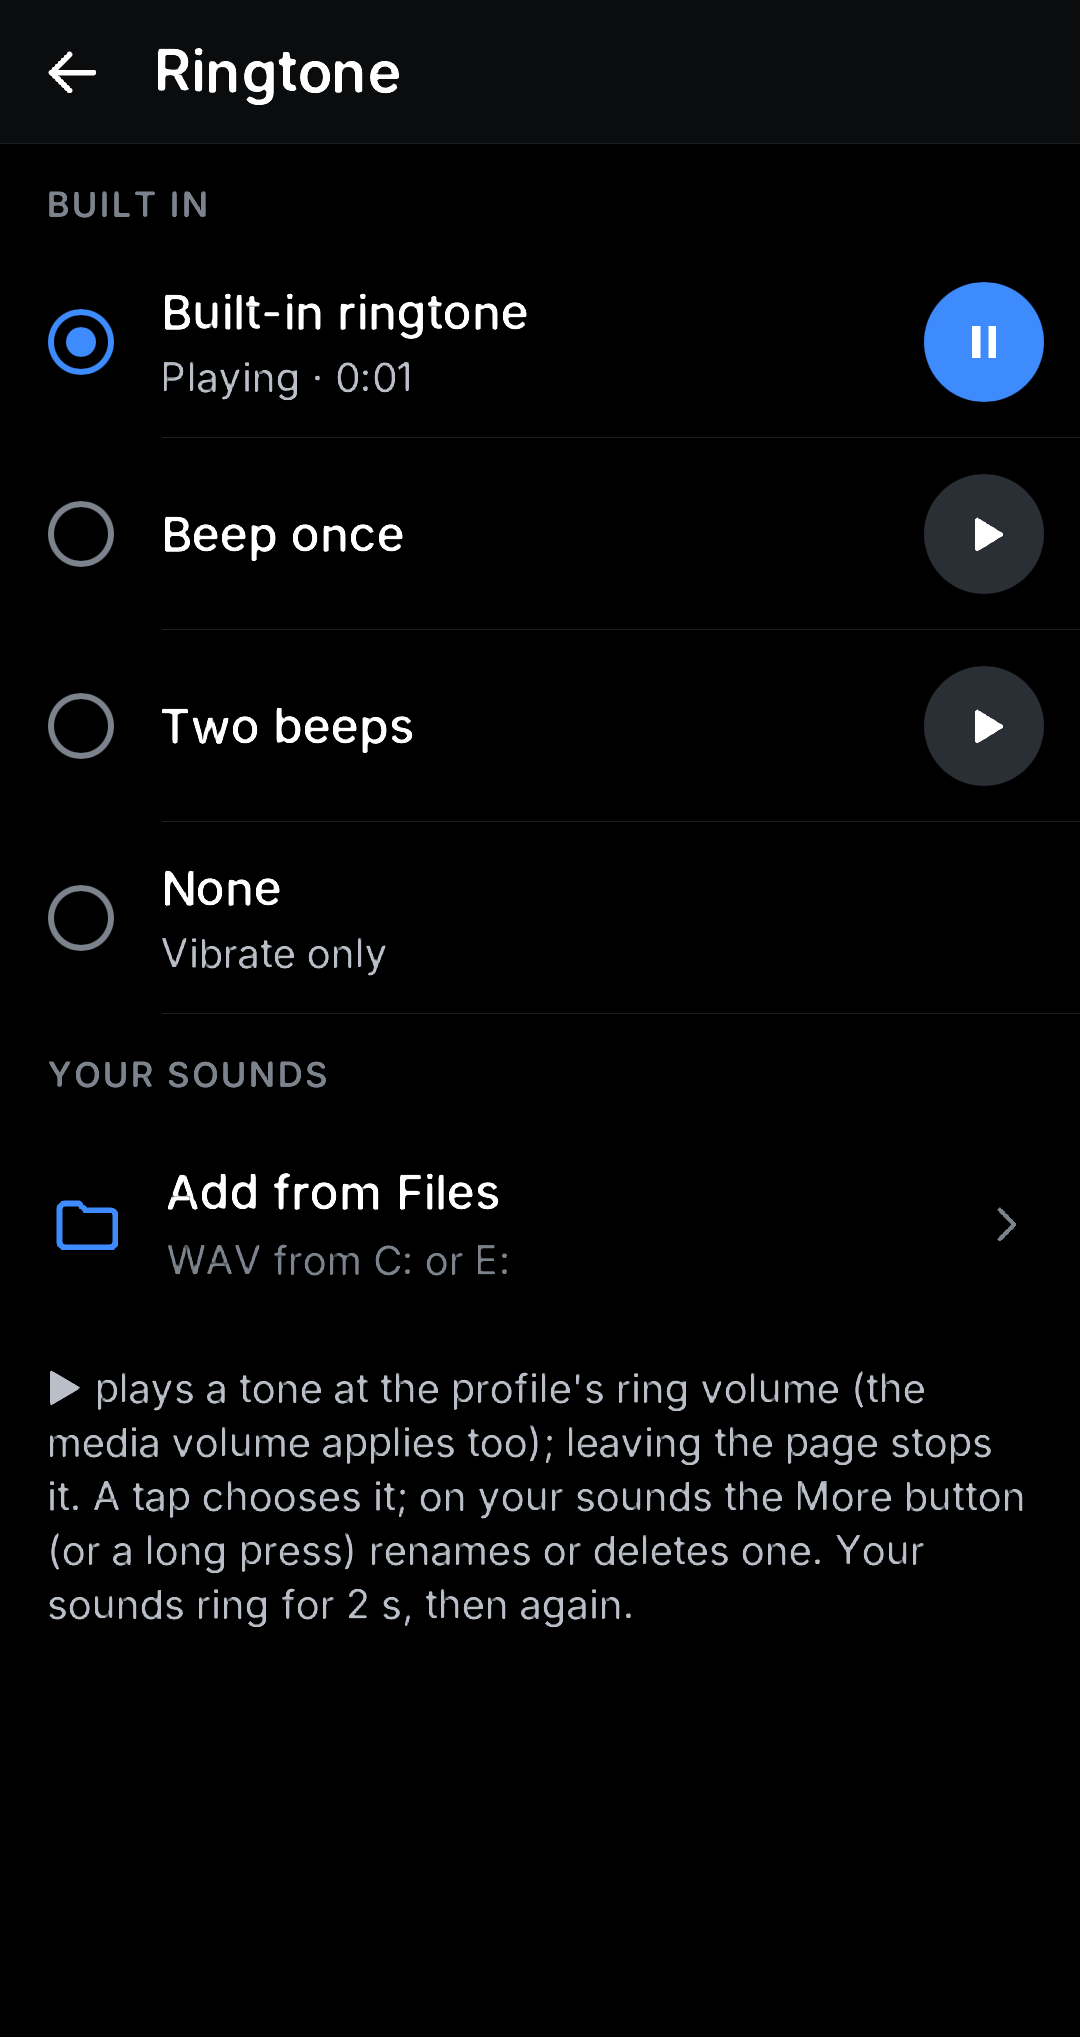 Ringtone
BUILT IN
Built-in ringtone
Playing · 0:01
Beep once
Two beeps
None
Vibrate only
YOUR SOUNDS
Add from Files
WAV from C: or E:
▶ plays a tone at the profile's ring volume (the
media volume applies too); leaving the page stops
it. A tap chooses it; on your sounds the More button
(or a long press) renames or deletes one. Your
sounds ring for 2 s, then again.